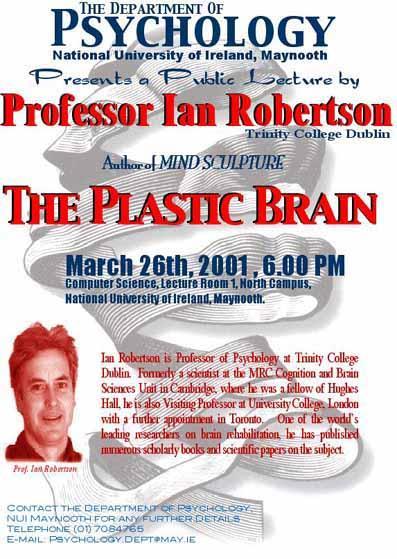 The Department Of
PSYCHOLOGY
National University of Ireland, Maynooth
Presents a Public Lecture by
Professor Ian Robertson
Trinity College Dublin
Author of MIND SCULPTURE
THE PLASTIC BRAIN
March 26th, 2001 , 6.00 PM
Computer Science, Lecture Room 1, North Campus,
National University of Ireland, Maynooth.
Ian Robertson is Professor of Psychology at Trinity College
Dublin. Formerly a scientist at the MRC Cognition and Brain
Sciences Unit in Cambridge, where he was a fellow of Hughes
Hall, he is also Visiting Professor at University College, London
with a further appointment in Toronto. One of the world's
leading researchers on brain rehabilitation, he has published
numerous scholarly books and scientific papers on the subject.
Prof. Ian Robertson
Contact the Department of Psychology,
NUI Maynooth for any further Details
Telephone (01) 7084765
E-mail: Psychology.Dept@may.ie